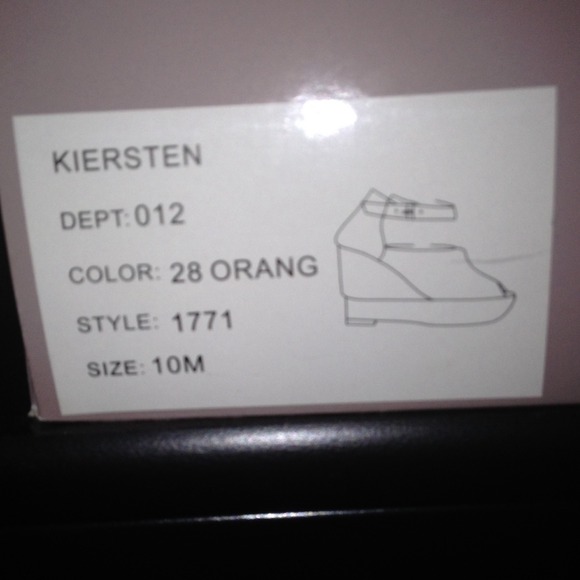 KIERSTEN
DEPT: 012
COLOR: 28 ORANG
STYLE: 1771
SIZE: 10M